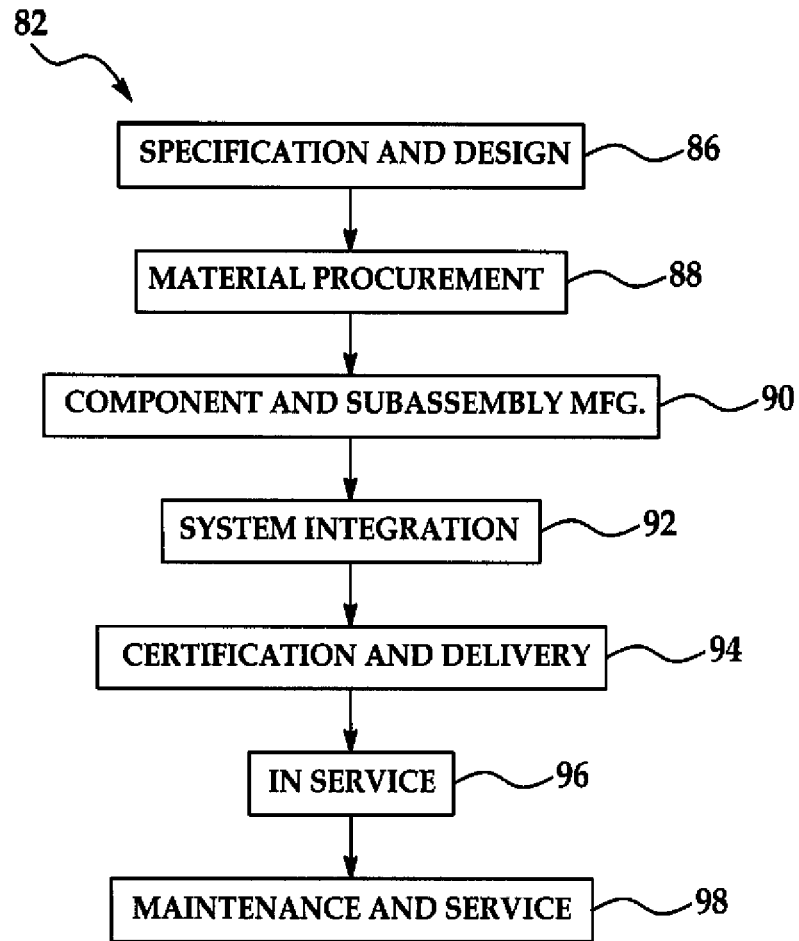 82
SPECIFICATION AND DESIGN 86
MATERIAL PROCUREMENT 88
COMPONENT AND SUBASSEMBLY MFG. 90
SYSTEM INTEGRATION 92
CERTIFICATION AND DELIVERY 94
IN SERVICE 96
MAINTENANCE AND SERVICE 98